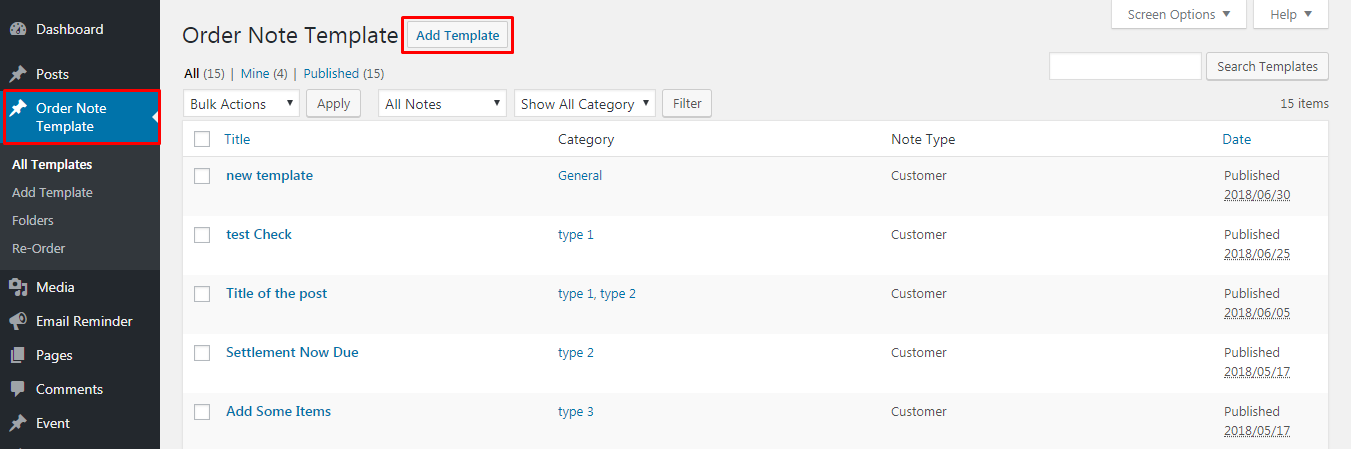 Dashboard
Posts
Order Note
Template
All Templates
Add Template
Folders
Re-Order
Media
Email Reminder
Pages
Comments
Event
Screen Options Help
Order Note Template Add Template
All (15) | Mine (4) | Published (15)
Search Templates
Bulk Actions Apply All Notes Show All Category Filter 15 items
Title Category Note Type Date
new template General Customer Published
2018/06/30
test Check type 1 Customer Published
2018/06/25
Title of the post type 1, type 2 Customer Published
2018/06/05
Settlement Now Due type 2 Customer Published
2018/05/17
Add Some Items type 3 Customer Published
2018/05/17